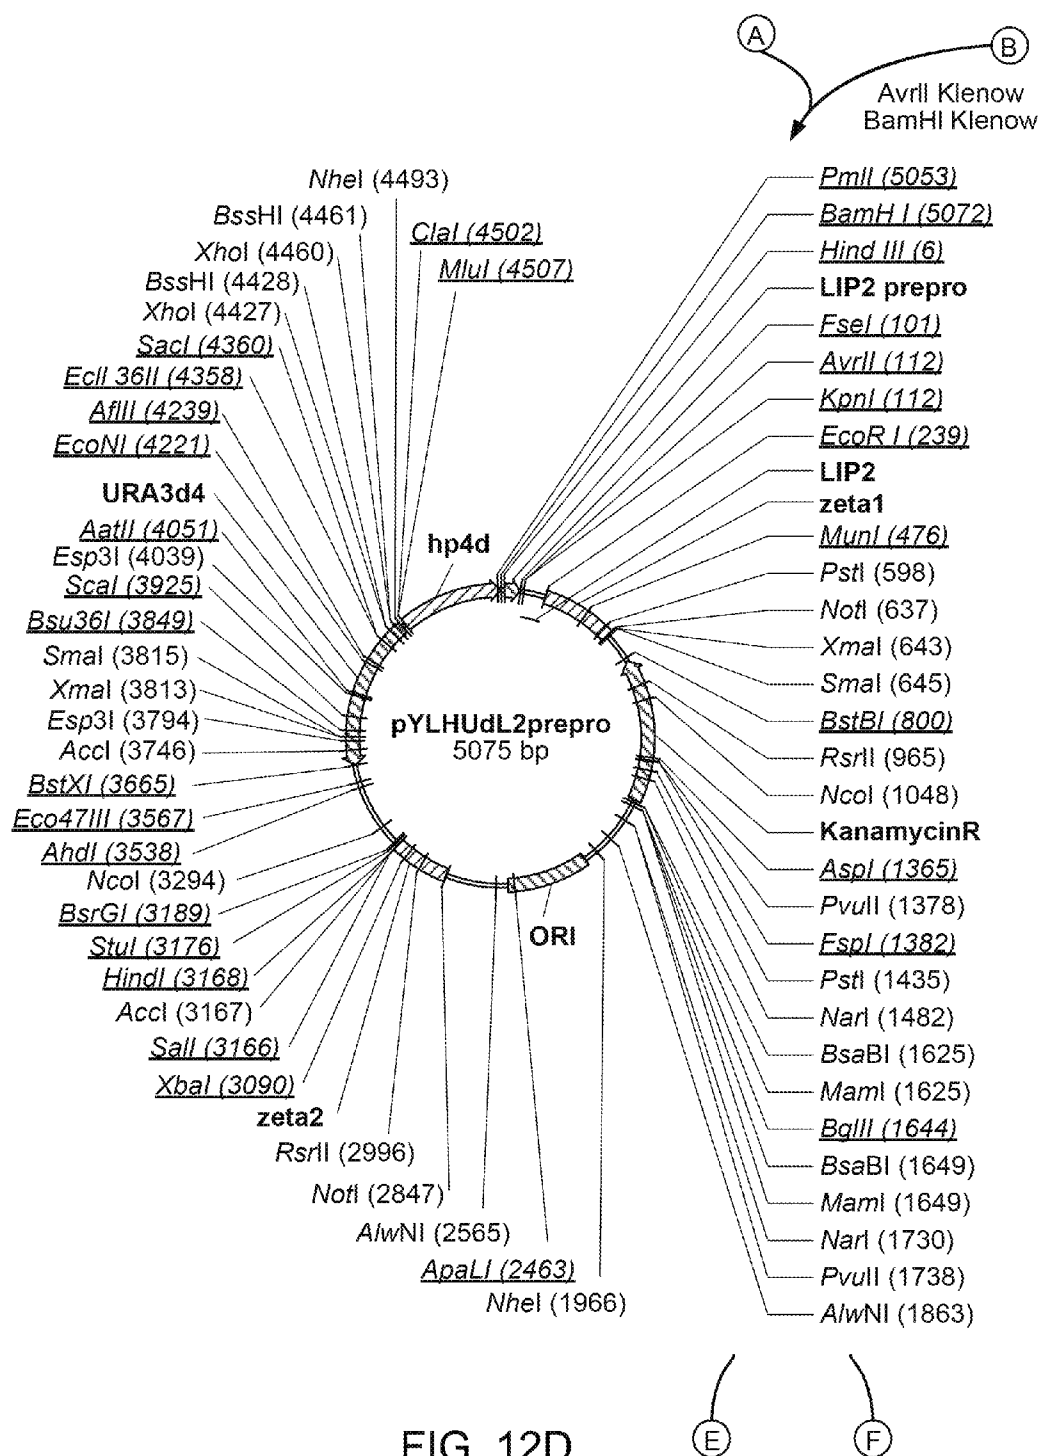 A
B
AvrII Klenow
BamHI Klenow
NheI (4493)
BssHI (4461)
XhoI (4460)
BssHI (4428)
XhoI (4427)
SacI (4360)
Ecll 36II (4358)
AflII (4239)
EcoNI (4221)
URA3d4
AatII (4051)
Esp3I (4039)
ScaI (3925)
Bsu36I (3849)
SmaI (3815)
XmaI (3813)
Esp3I (3794)
AccI (3746)
BstXI (3665)
Eco47III (3567)
AhdI (3538)
NcoI (3294)
BsrGI (3189)
StuI (3176)
HindI (3168)
AccI (3167)
SalI (3166)
XbaI (3090)
zeta2
RsrII (2996)
NotI (2847)
AlwNI (2565)
ApaLI (2463)
NheI (1966)
ClaI (4502)
MluI (4507)
hp4d
pYLHUdL2prepro
5075 bp
ORI
PmlI (5053)
BamH I (5072)
Hind III (6)
LIP2 prepro
FseI (101)
AvrII (112)
KpnI (112)
EcoR I (239)
LIP2
zeta1
MunI (476)
PstI (598)
NotI (637)
XmaI (643)
SmaI (645)
BstBI (800)
RsrII (965)
NcoI (1048)
KanamycinR
AspI (1365)
PvuII (1378)
FspI (1382)
PstI (1435)
NarI (1482)
BsaBI (1625)
MamI (1625)
BglII (1644)
BsaBI (1649)
MamI (1649)
NarI (1730)
PvuII (1738)
AlwNI (1863)
E
F
FIG. 12D